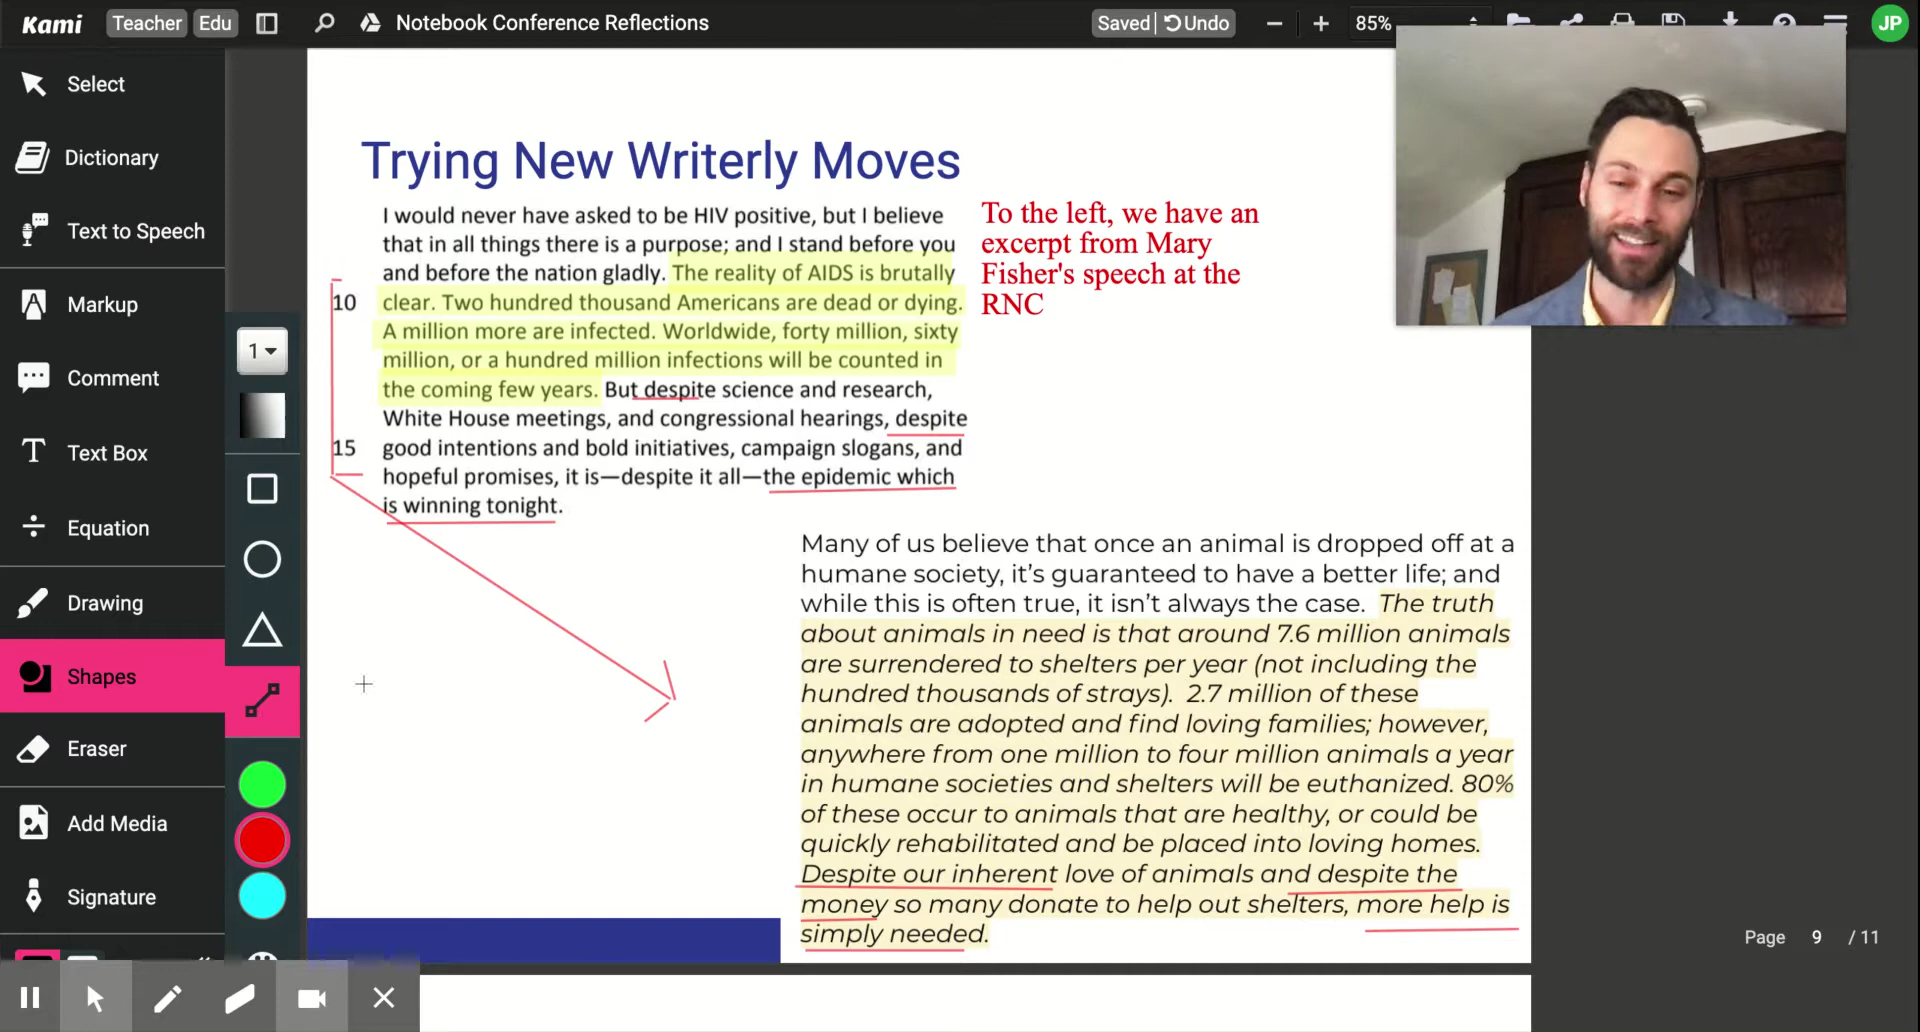 Kami Teacher Edu Notebook Conference Reflections Saved Undo 85% JP
Select
Dictionary
Text to Speech
Markup
Comment
Text Box
Equation
Drawing
Shapes
Eraser
Add Media
Signature
1
Trying New Writerly Moves
I would never have asked to be HIV positive, but I believe
that in all things there is a purpose; and I stand before you
and before the nation gladly. The reality of AIDS is brutally
10 clear. Two hundred thousand Americans are dead or dying.
A million more are infected. Worldwide, forty million, sixty
million, or a hundred million infections will be counted in
the coming few years. But despite science and research,
White House meetings, and congressional hearings, despite
15 good intentions and bold initiatives, campaign slogans, and
hopeful promises, it is—despite it all—the epidemic which
is winning tonight.
To the left, we have an
excerpt from Mary
Fisher's speech at the
RNC
Many of us believe that once an animal is dropped off at a
humane society, it's guaranteed to have a better life; and
while this is often true, it isn't always the case. The truth
about animals in need is that around 7.6 million animals
are surrendered to shelters per year (not including the
hundred thousands of strays). 2.7 million of these
animals are adopted and find loving families; however,
anywhere from one million to four million animals a year
in humane societies and shelters will be euthanized. 80%
of these occur to animals that are healthy, or could be
quickly rehabilitated and be placed into loving homes.
Despite our inherent love of animals and despite the
money so many donate to help out shelters, more help is
simply needed.
Page 9 / 11